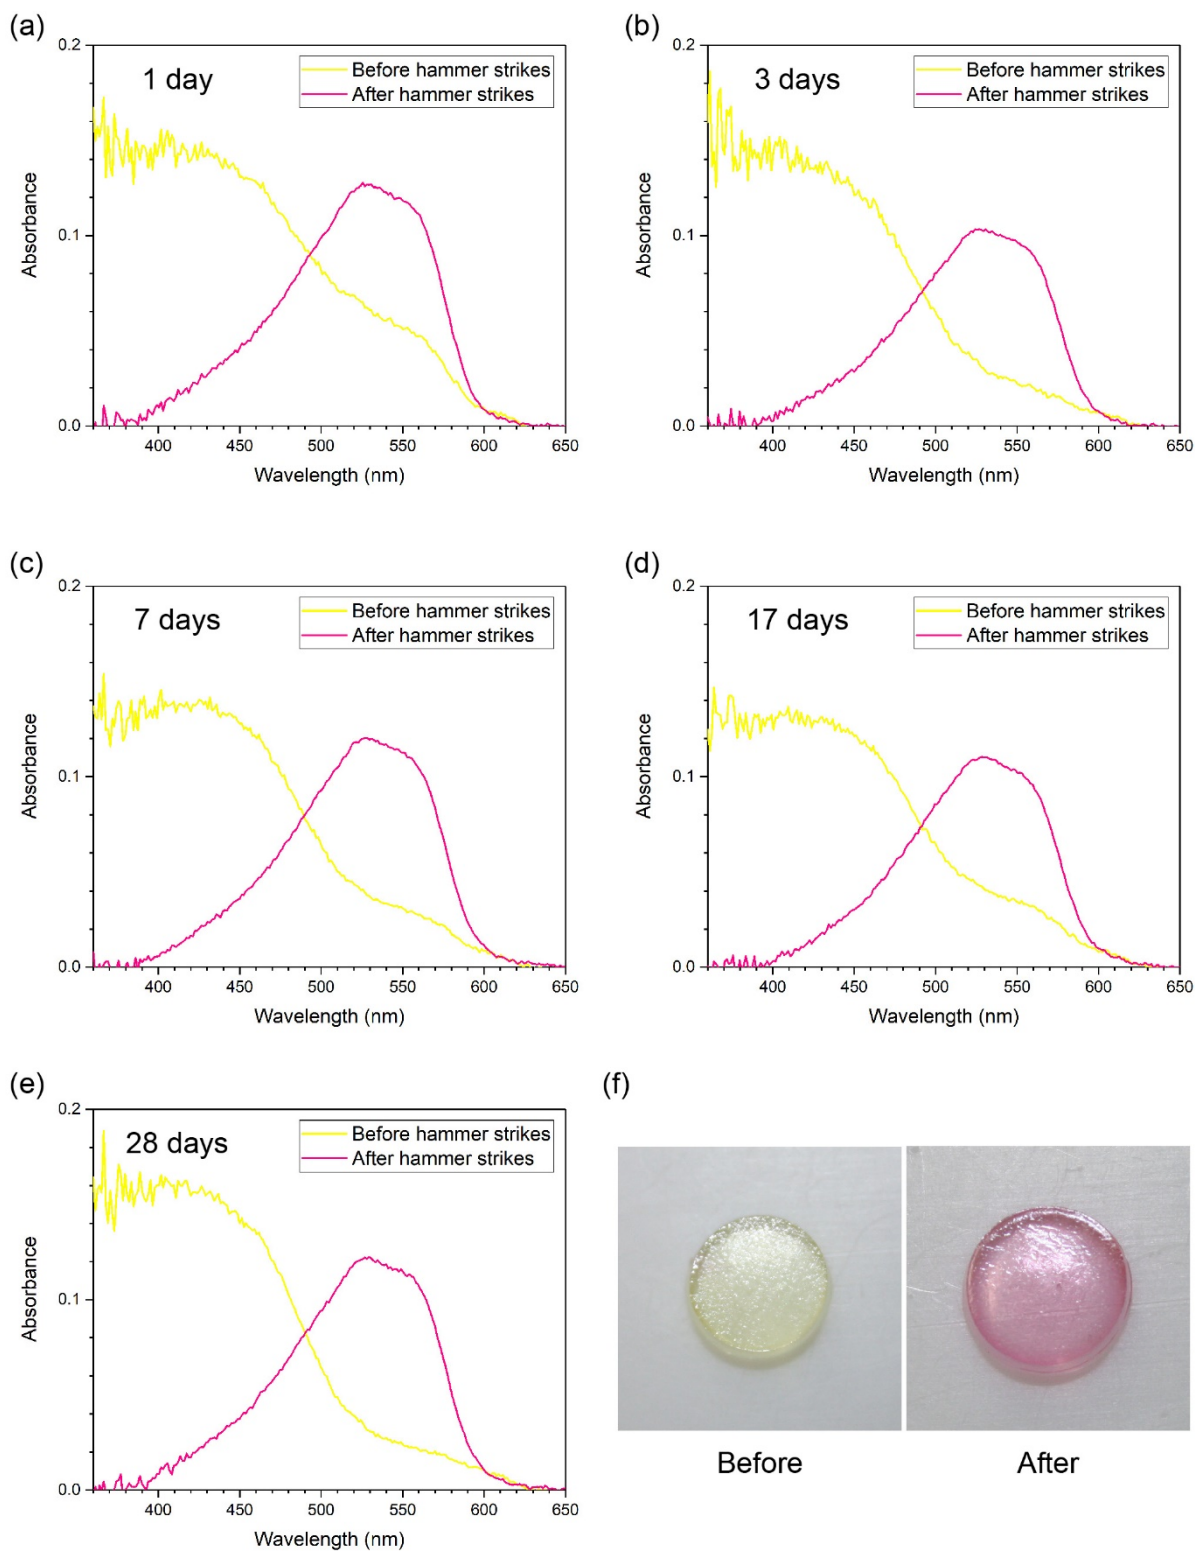 (a)
0.2
1 day
Before hammer strikes
After hammer strikes
0.1
0.0
Absorbance
400 450 500 550 600 650
Wavelength (nm)
(b)
0.2
3 days
Before hammer strikes
After hammer strikes
0.1
0.0
Absorbance
400 450 500 550 600 650
Wavelength (nm)
(c)
0.2
7 days
Before hammer strikes
After hammer strikes
0.1
0.0
Absorbance
400 450 500 550 600 650
Wavelength (nm)
(d)
0.2
17 days
Before hammer strikes
After hammer strikes
0.1
0.0
Absorbance
400 450 500 550 600 650
Wavelength (nm)
(e)
0.2
28 days
Before hammer strikes
After hammer strikes
0.1
0.0
Absorbance
400 450 500 550 600 650
Wavelength (nm)
(f)
Before After